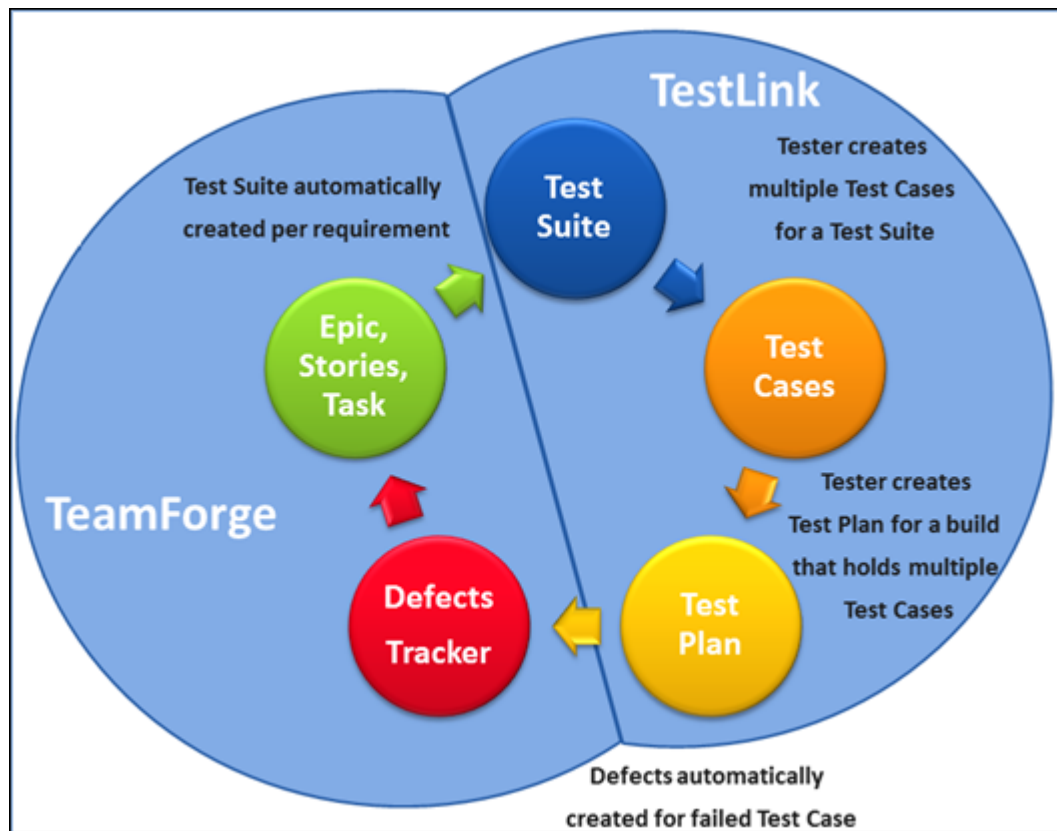 TestLink
Test Suite automatically
created per requirement
Test
Suite
Tester creates
multiple Test Cases
for a Test Suite
Epic,
Stories,
Task
Test
Cases
TeamForge
Tester creates
Test Plan for a build
that holds multiple
Test Cases
Defects
Tracker
Test
Plan
Defects automatically
created for failed Test Case